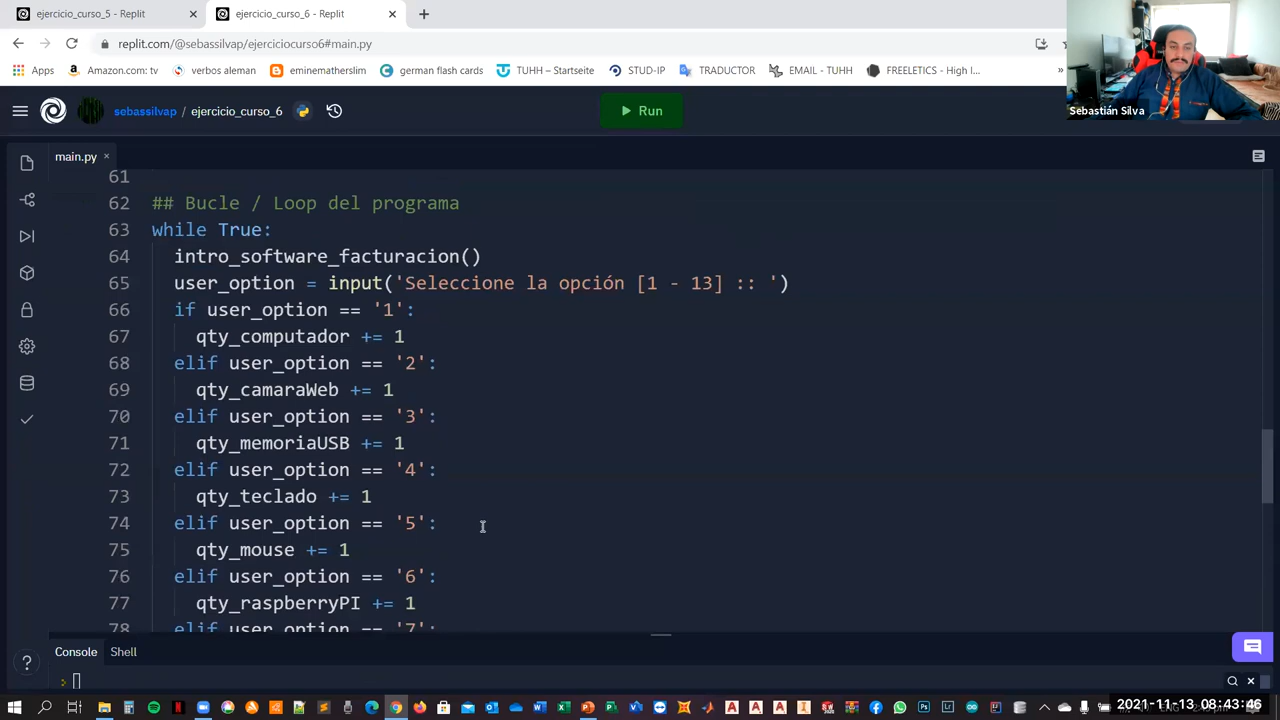 ejercicio_curso_5 - Replit
ejercicio_curso_6 - Replit
replit.com/@sebassilvap/ejerciciocurso6#main.py
Apps
Amazon.com: tv
verbos aleman
eminematherslim
german flash cards
TUHH – Startseite
STUD-IP
TRADUCTOR
EMAIL - TUHH
FREELETICS - High I...
»
Sebastián Silva
sebassilvap / ejercicio_curso_6
Run
main.py
61
62 ## Bucle / Loop del programa
63 while True:
64 intro_software_facturacion()
65 user_option = input('Seleccione la opción [1 - 13] :: ')
66 if user_option == '1':
67 qty_computador += 1
68 elif user_option == '2':
69 qty_camaraWeb += 1
70 elif user_option == '3':
71 qty_memoriaUSB += 1
72 elif user_option == '4':
73 qty_teclado += 1
74 elif user_option == '5':
75 qty_mouse += 1
76 elif user_option == '6':
77 qty_raspberryPI += 1
78 elif user_option == '7':
Console
Shell
2021-11-13 08:43:46